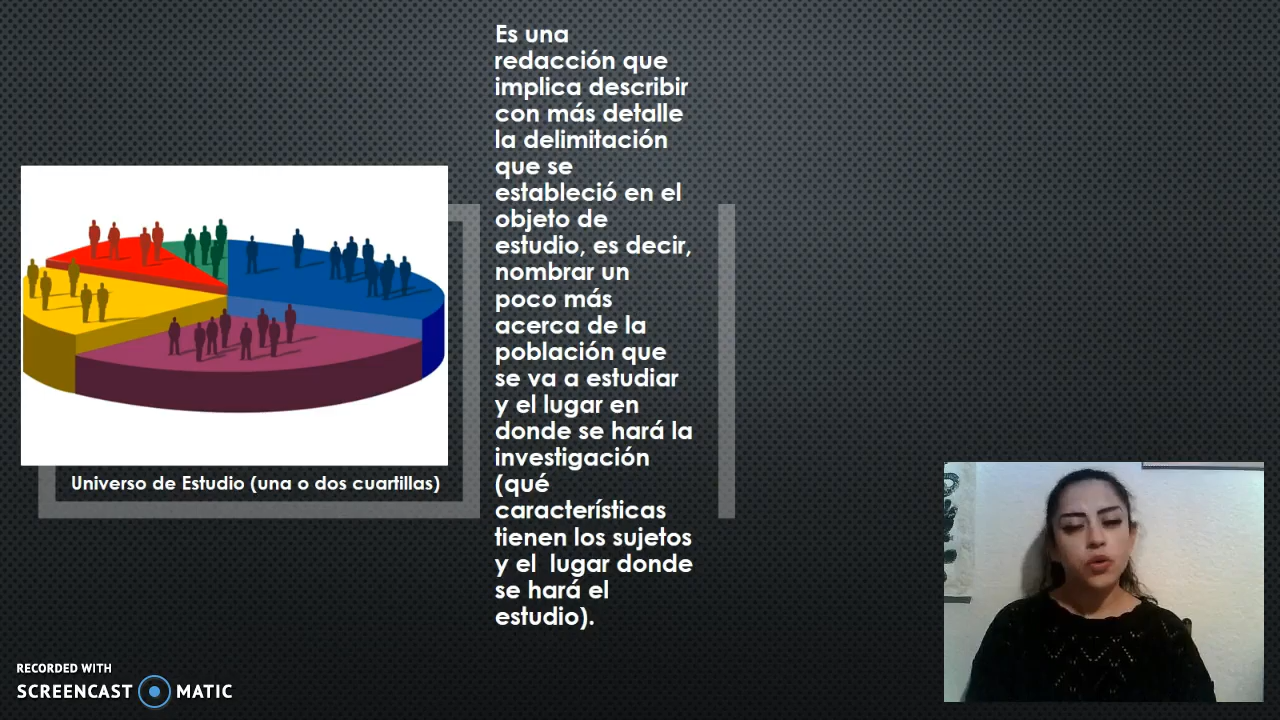 Es una
redacción que
implica describir
con más detalle
la delimitación
que se
estableció en el
objeto de
estudio, es decir,
nombrar un
poco más
acerca de la
población que
se va a estudiar
y el lugar en
donde se hará la
investigación
(qué
características
tienen los sujetos
y el  lugar donde
se hará el
estudio).
Universo de Estudio (una o dos cuartillas)
RECORDED WITH
SCREENCAST MATIC